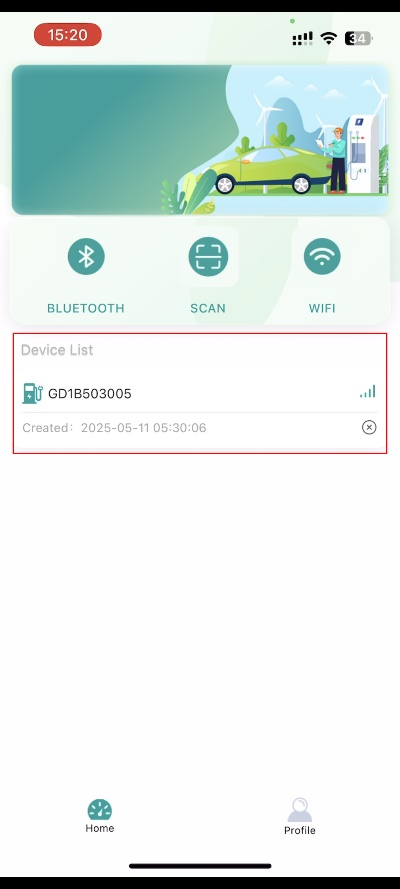 15:20
34
BLUETOOTH SCAN WIFI
Device List
GD1B503005
Created: 2025-05-11 05:30:06
Home Profile